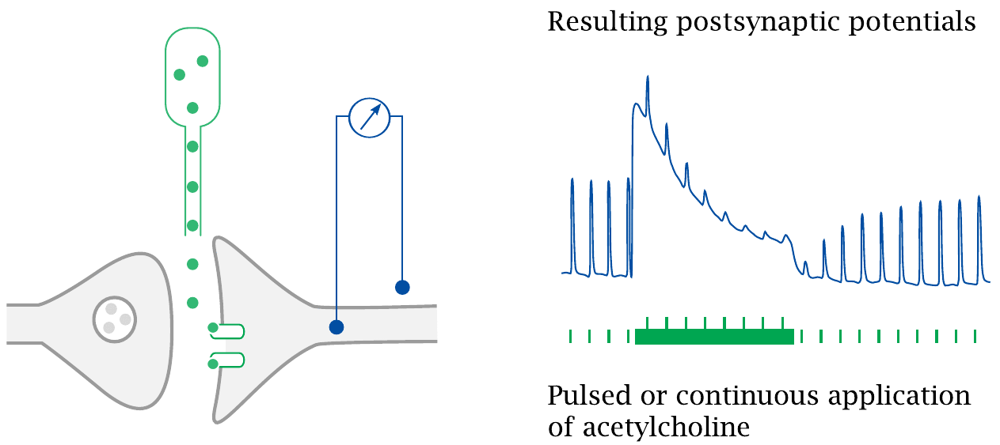 Resulting postsynaptic potentials
Pulsed or continuous application
of acetylcholine